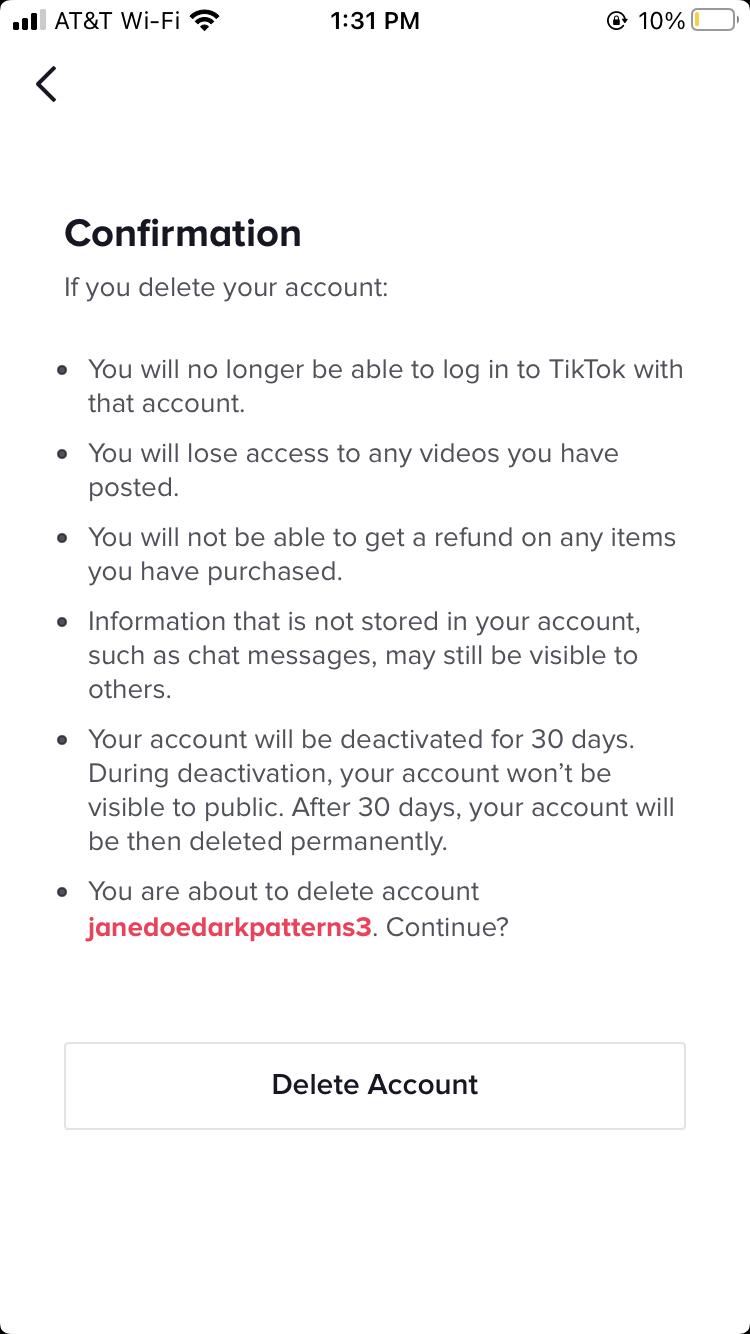 AT&T Wi-Fi 1:31 PM 10%
Confirmation
If you delete your account:
• You will no longer be able to log in to TikTok with
that account.
• You will lose access to any videos you have
posted.
• You will not be able to get a refund on any items
you have purchased.
• Information that is not stored in your account,
such as chat messages, may still be visible to
others.
• Your account will be deactivated for 30 days.
During deactivation, your account won’t be
visible to public. After 30 days, your account will
be then deleted permanently.
• You are about to delete account
janedoedarkpatterns3. Continue?
Delete Account